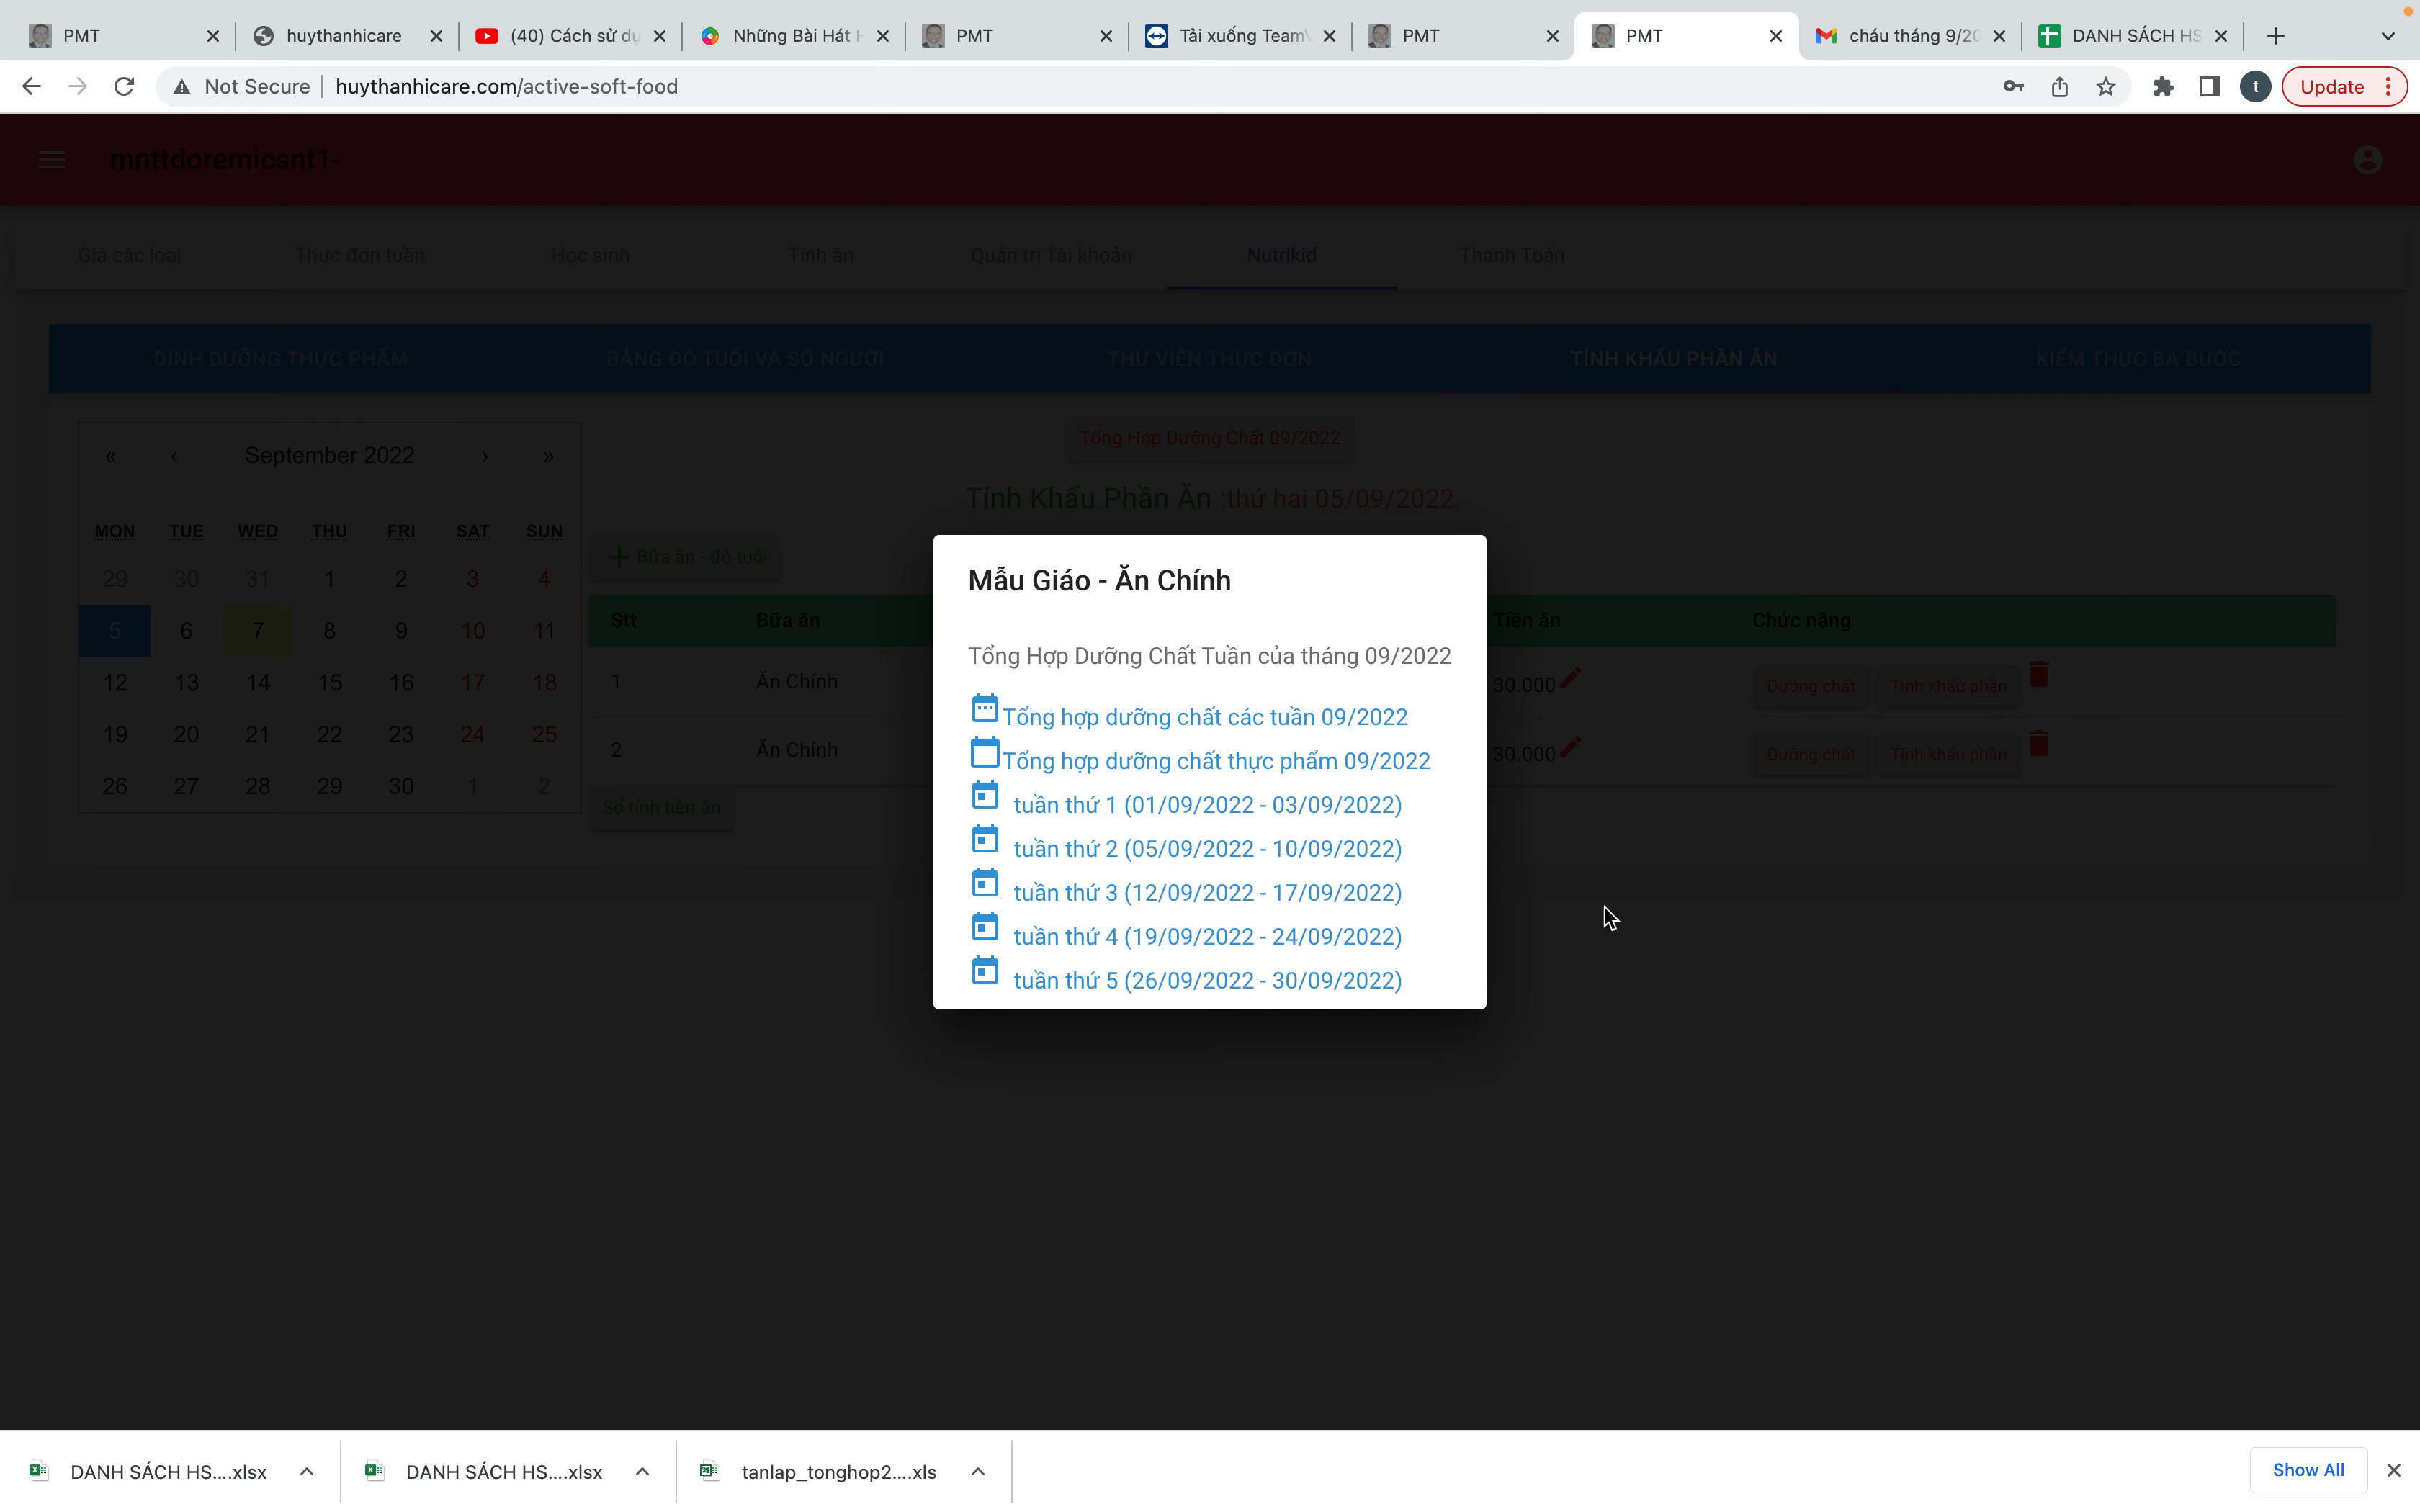 PMT
huythanhicare
(40) Cách sử dụ
Những Bài Hát H
PMT
Tải xuống Team
PMT
PMT
cháu tháng 9/20
DANH SÁCH HS
Not Secure
huythanhicare.com/active-soft-food
t
Update
mnttdoremicsnt1-
Giá các loại
Thực đơn tuần
Học sinh
Tính ăn
Quản trị Tài khoản
Nutrikid
Thanh Toán
DINH DƯỠNG THỰC PHẨM
BẢNG ĐỘ TUỔI VÀ SỐ NGƯỜI
THƯ VIỆN THỰC ĐƠN
TÍNH KHẨU PHẦN ĂN
KIỂM THỰC BA BƯỚC
« ‹ September 2022 › »
MON TUE WED THU FRI SAT SUN
29 30 31 1 2 3 4
5 6 7 8 9 10 11
12 13 14 15 16 17 18
19 20 21 22 23 24 25
26 27 28 29 30 1 2
Tổng Hợp Dưỡng Chất 09/2022
Tính Khẩu Phần Ăn :thứ hai 05/09/2022
+ Bữa ăn - độ tuổi
Stt Bữa ăn Tiền ăn Chức năng
1 Ăn Chính 30.000 Dưỡng chất Tính khẩu phần
2 Ăn Chính 30.000 Dưỡng chất Tính khẩu phần
Sổ tính tiền ăn
Mẫu Giáo - Ăn Chính
Tổng Hợp Dưỡng Chất Tuần của tháng 09/2022
Tổng hợp dưỡng chất các tuần 09/2022
Tổng hợp dưỡng chất thực phẩm 09/2022
tuần thứ 1 (01/09/2022 - 03/09/2022)
tuần thứ 2 (05/09/2022 - 10/09/2022)
tuần thứ 3 (12/09/2022 - 17/09/2022)
tuần thứ 4 (19/09/2022 - 24/09/2022)
tuần thứ 5 (26/09/2022 - 30/09/2022)
DANH SÁCH HS....xlsx
DANH SÁCH HS....xlsx
tanlap_tonghop2....xls
Show All